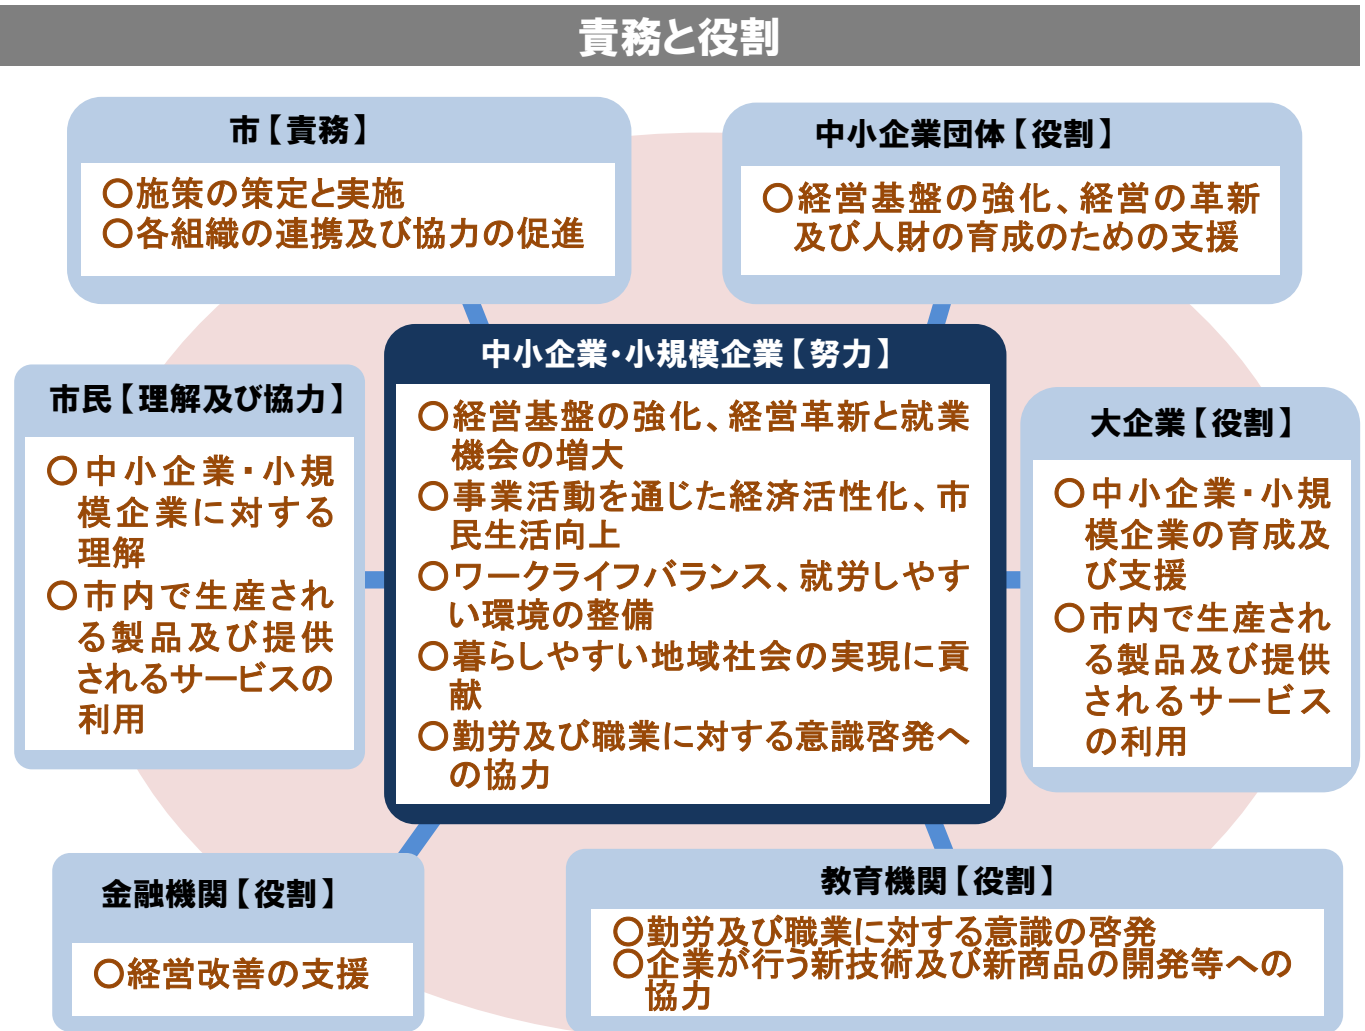 責務と役割
市【責務】
〇施策の策定と実施
〇各組織の連携及び協力の促進
中小企業団体【役割】
〇経営基盤の強化、経営の革新
及び人財の育成のための支援
中小企業・小規模企業【努力】
〇経営基盤の強化、経営革新と就業
機会の増大
〇事業活動を通じた経済活性化、市
民生活向上
〇ワークライフバランス、就労しやす
い環境の整備
〇暮らしやすい地域社会の実現に貢
献
〇勤労及び職業に対する意識啓発へ
の協力
市民【理解及び協力】
〇中小企業・小規
模企業に対する
理解
〇市内で生産され
る製品及び提供
されるサービスの
利用
大企業【役割】
〇中小企業・小規
模企業の育成及
び支援
〇市内で生産され
る製品及び提供
されるサービス
の利用
金融機関【役割】
〇経営改善の支援
教育機関【役割】
〇勤労及び職業に対する意識の啓発
〇企業が行う新技術及び新商品の開発等への
協力